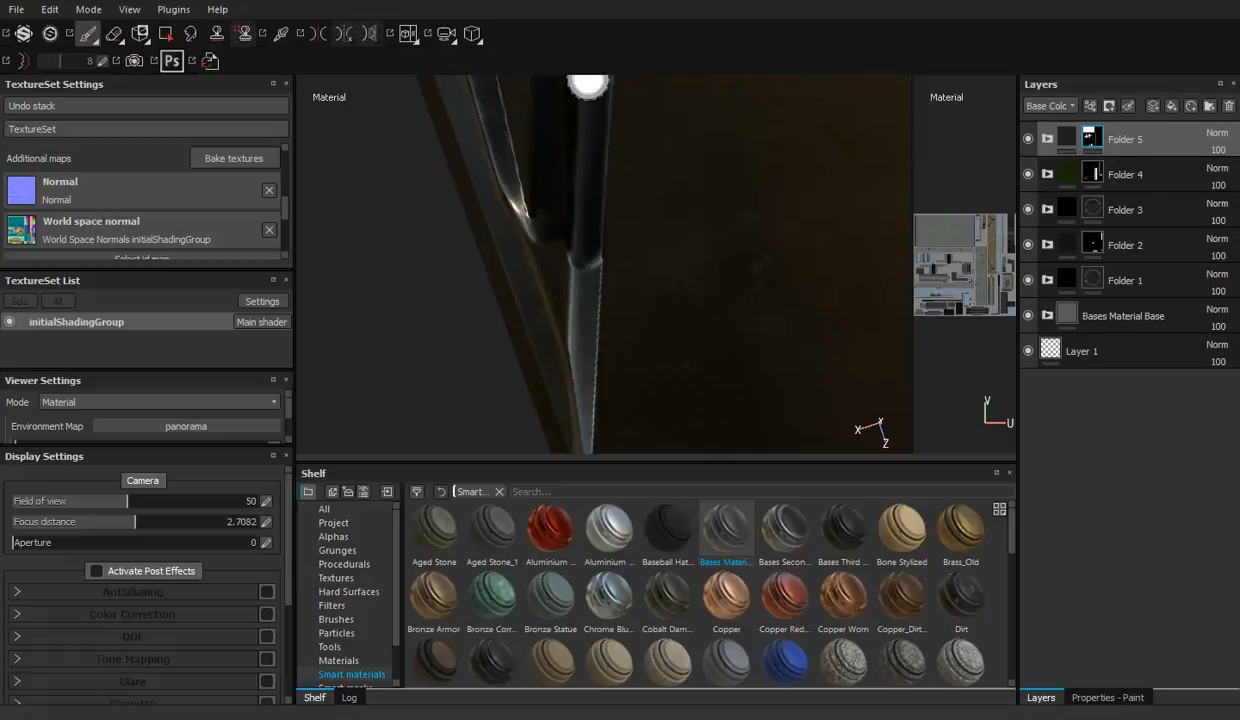 File Edit Mode View Plugins Help
8 Ps
TextureSet Settings
Undo stack
TextureSet
Additional maps Bake textures
Normal
Normal
World space normal
World Space Normals initialShadingGroup
TextureSet List
Solo All Settings
initialShadingGroup Main shader
Viewer Settings
Mode Material
Environment Map panorama
Display Settings
Camera
Field of view 50
Focus distance 2.7082
Aperture 0
Activate Post Effects
Antialiasing
Color Correction
DOF
Tone Mapping
Glare
Vignette
Material
Material
X Y Z
V
U
Shelf
Smart... Search...
All
Project
Alphas
Grunges
Procedurals
Textures
Hard Surfaces
Filters
Brushes
Particles
Tools
Materials
Smart materials
Aged Stone Aged Stone_1 Aluminium ... Aluminium ... Baseball Hat... Bases Materi... Bases Secon... Bases Third ... Bone Stylized Brass_Old
Bronze Armor Bronze Corr... Bronze Statue Chrome Blu... Cobalt Dam... Copper Copper Red... Copper Worn Copper_Dirt... Dirt
Shelf Log
Layers
Base Colc
Folder 5 Norm
100
Folder 4 Norm
100
Folder 3 Norm
100
Folder 2 Norm
100
Folder 1 Norm
100
Bases Material Base Norm
100
Layer 1 Norm
100
Layers Properties - Paint